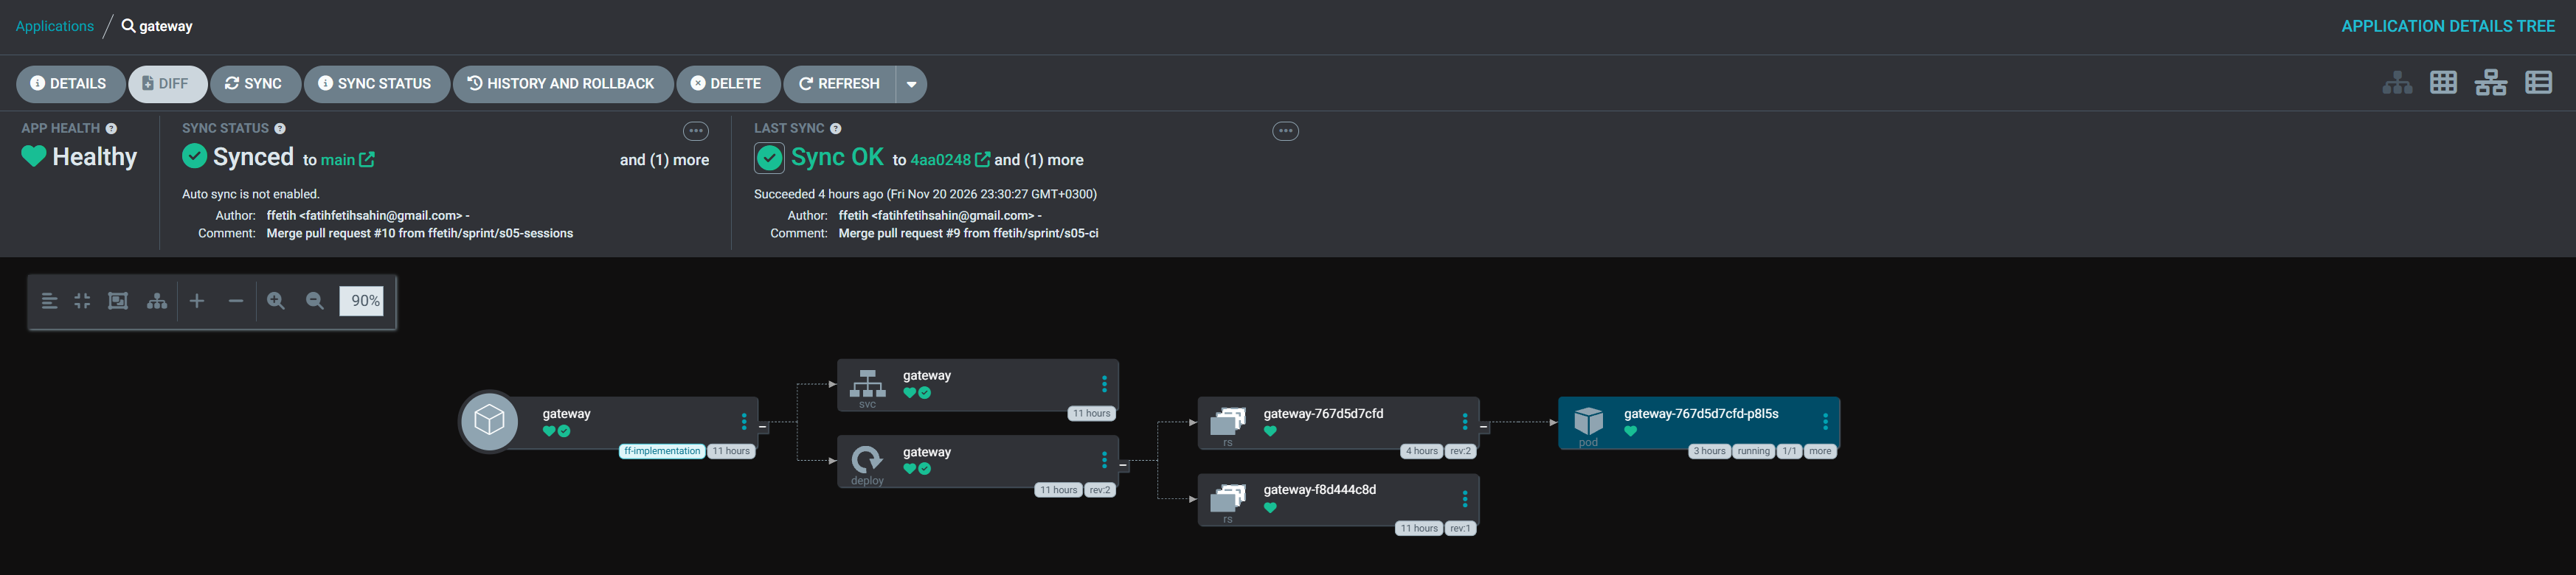 Applications / gateway
APPLICATION DETAILS TREE
DETAILS DIFF SYNC SYNC STATUS HISTORY AND ROLLBACK DELETE REFRESH
APP HEALTH
Healthy
SYNC STATUS
Synced to main and (1) more
Auto sync is not enabled.
Author: ffetih <fatihfetihsahin@gmail.com> -
Comment: Merge pull request #10 from ffetih/sprint/s05-sessions
LAST SYNC
Sync OK to 4aa0248 and (1) more
Succeeded 4 hours ago (Fri Nov 20 2026 23:30:27 GMT+0300)
Author: ffetih <fatihfetihsahin@gmail.com> -
Comment: Merge pull request #9 from ffetih/sprint/s05-ci
90%
gateway
ff-implementation 11 hours
gateway
svc
11 hours
gateway
deploy
11 hours rev:2
gateway-767d5d7cfd
rs
4 hours rev:2
gateway-f8d444c8d
rs
11 hours rev:1
gateway-767d5d7cfd-p8l5s
pod
3 hours running 1/1 more